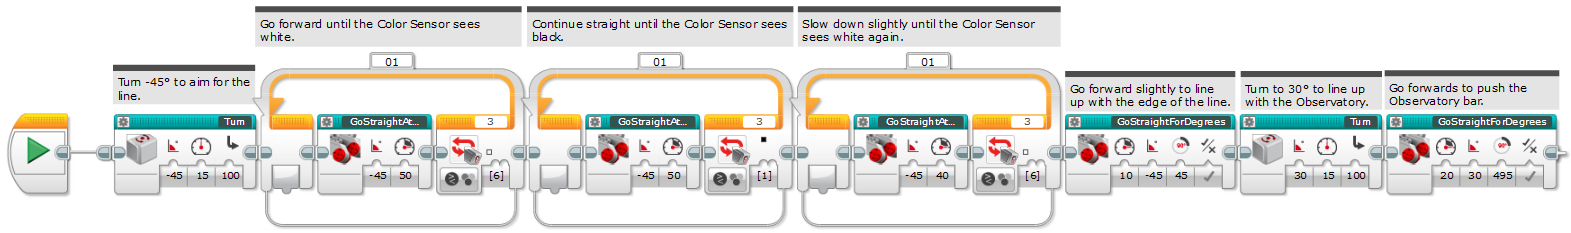 Go forward until the Color Sensor sees
white.
Continue straight until the Color Sensor sees
black.
Slow down slightly until the Color Sensor
sees white again.
01
01
01
Turn -45° to aim for the
line.
Go forward slightly to line
up with the edge of the line.
Turn to 30° to line up
with the Observatory.
Go forwards to push the
Observatory bar.
Turn
GoStraightAt...
3
GoStraightAt...
3
GoStraightAt...
3
GoStraightForDegrees
Turn
GoStraightForDegrees
-45 15 100
-45 50
[6]
-45 50
[1]
-45 40
[6]
10 -45 45
30 15 100
20 30 495